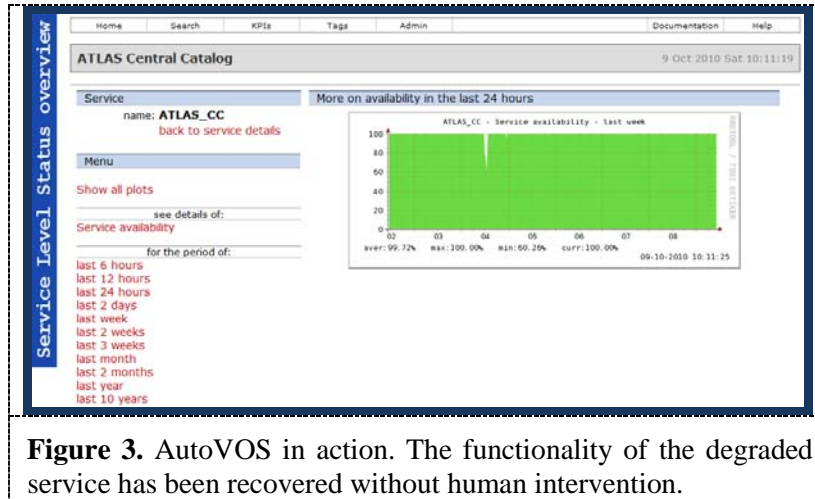 Service Level Status overview
Home Search KPIs Tags Admin Documentation Help
ATLAS Central Catalog 9 Oct 2010 Sat 10:11:19
Service
name: ATLAS_CC
back to service details
Menu
Show all plots
see details of:
Service availability
for the period of:
last 6 hours
last 12 hours
last 24 hours
last 2 days
last week
last 2 weeks
last 3 weeks
last month
last 2 months
last year
last 10 years
More on availability in the last 24 hours
ATLAS_CC - Service availability - last week
100
80
60
40
20
0
02 03 04 05 06 07 08
aver:99.72% max:100.00% min:60.26% curr:100.00%
09-10-2010 10:11:25
RRDTOOL / TOBI OETIKER
Figure 3. AutoVOS in action. The functionality of the degraded
service has been recovered without human intervention.